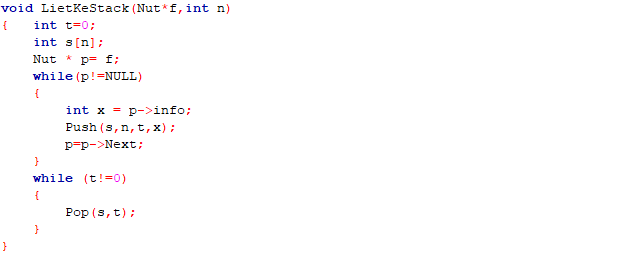 void LietKeStack(Nut*f,int n)
{   int t=0;
    int s[n];
    Nut * p= f;
    while(p!=NULL)
    {
        int x = p->info;
        Push(s,n,t,x);
        p=p->Next;
    }
    while (t!=0)
    {
        Pop(s,t);
    }
}